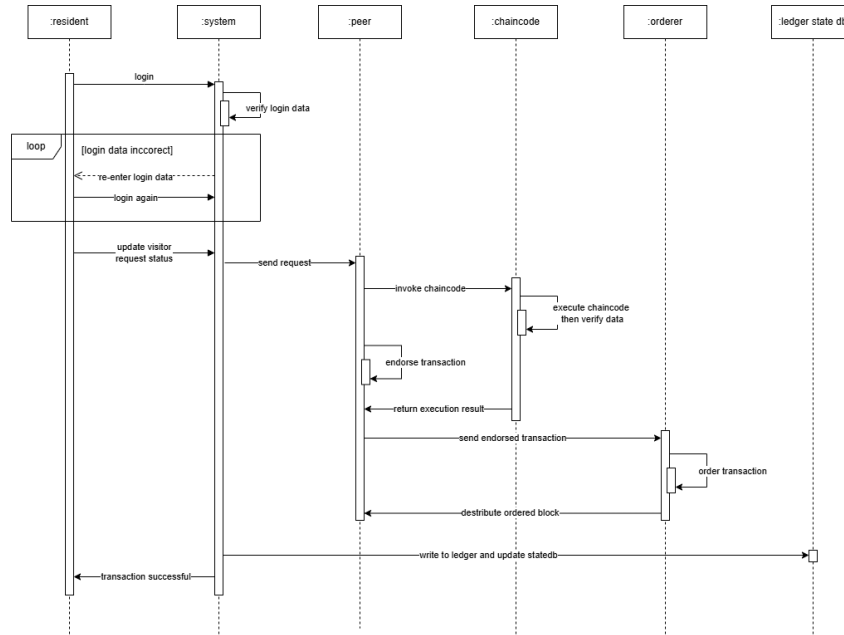 :resident
:system
:peer
:chaincode
:orderer
:ledger state db
login
verify login data
loop
[login data inccorect]
re-enter login data
login again
update visitor
request status
send request
invoke chaincode
execute chaincode
then verify data
endorse transaction
return execution result
send endorsed transaction
order transaction
destribute ordered block
write to ledger and update statedb
transaction successful